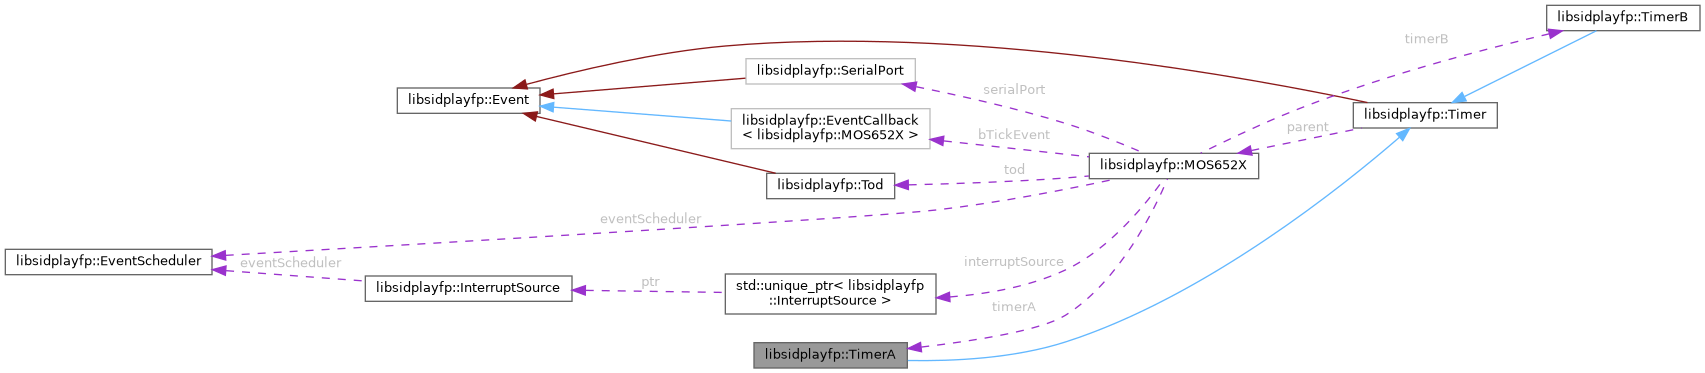 libsidplayfp::TimerB
timerB
libsidplayfp::SerialPort
serialPort
libsidplayfp::Event
libsidplayfp::EventCallback
< libsidplayfp::MOS652X >
bTickEvent
libsidplayfp::Timer
parent
libsidplayfp::MOS652X
tod
libsidplayfp::Tod
eventScheduler
libsidplayfp::EventScheduler
eventScheduler
interruptSource
libsidplayfp::InterruptSource
ptr
std::unique_ptr< libsidplayfp
::InterruptSource >
timerA
libsidplayfp::TimerA